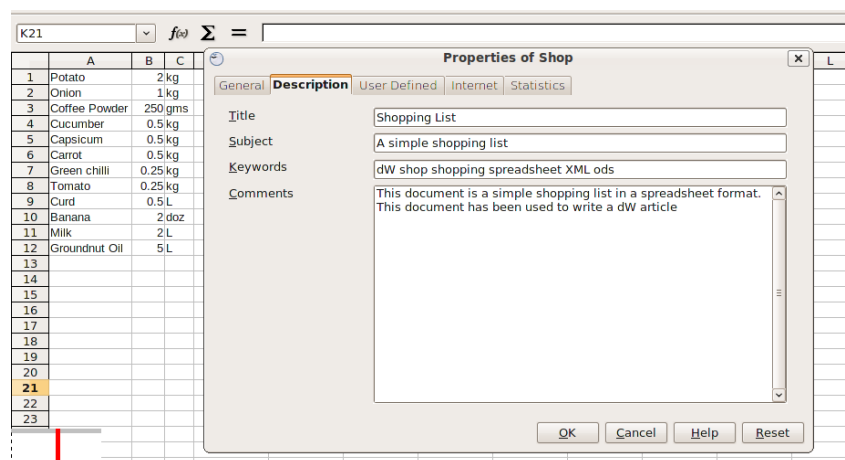 K21 f(x) Σ =
A B C L
1 Potato 2 kg
2 Onion 1 kg
3 Coffee Powder 250 gms
4 Cucumber 0.5 kg
5 Capsicum 0.5 kg
6 Carrot 0.5 kg
7 Green chilli 0.25 kg
8 Tomato 0.25 kg
9 Curd 0.5 L
10 Banana 2 doz
11 Milk 2 L
12 Groundnut Oil 5 L
13
14
15
16
17
18
19
20
21
22
23
Properties of Shop
General Description User Defined Internet Statistics
Title Shopping List
Subject A simple shopping list
Keywords dW shop shopping spreadsheet XML ods
Comments This document is a simple shopping list in a spreadsheet format.
This document has been used to write a dW article
OK Cancel Help Reset